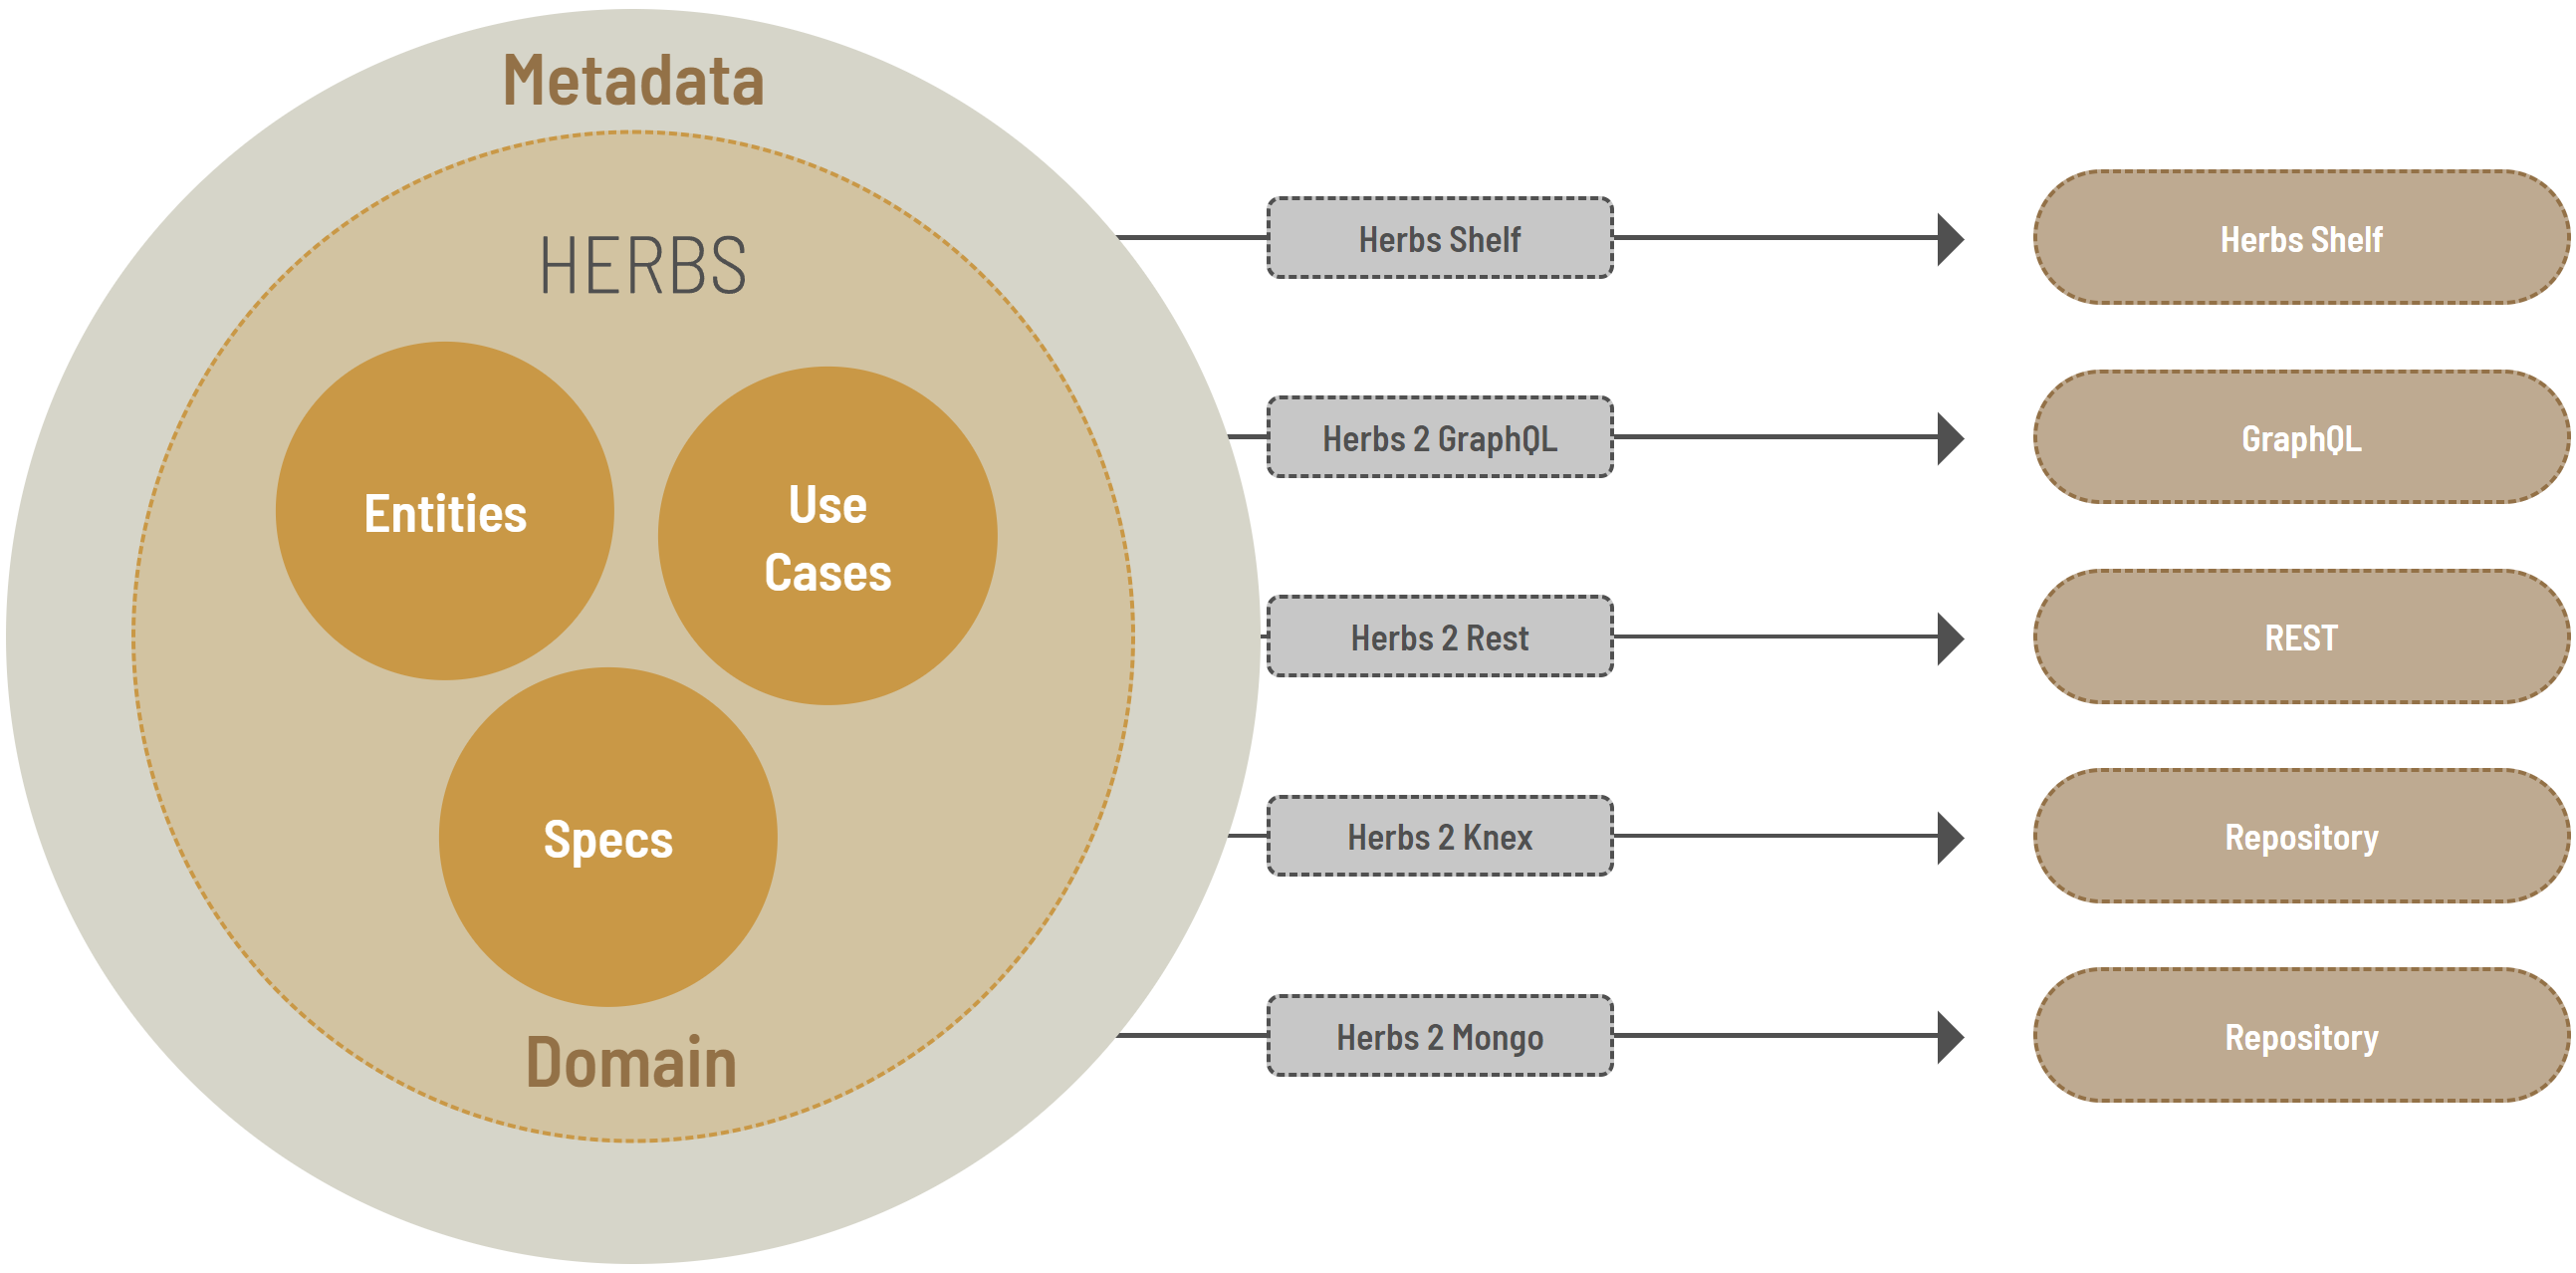 Metadata
HERBS
Entities
Use
Cases
Specs
Domain
Herbs Shelf
Herbs Shelf
Herbs 2 GraphQL
GraphQL
Herbs 2 Rest
REST
Herbs 2 Knex
Repository
Herbs 2 Mongo
Repository